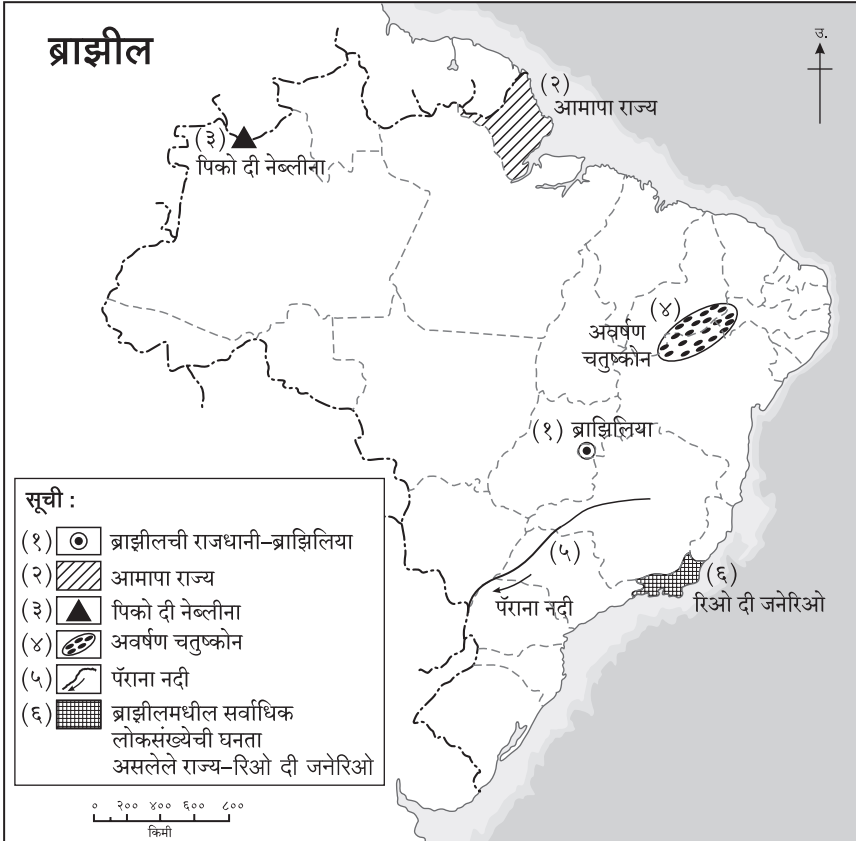 ब्राझील
उ.
(२)
आमापा राज्य
(३)
पिको दी नेब्लीना
(४)
अवर्षण
चतुष्कोन
(१) ब्राझिलिया
(५)
पॅराना नदी
(६)
रिओ दी जनेरिओ
सूची :
(१) ब्राझीलची राजधानी–ब्राझिलिया
(२) आमापा राज्य
(३) पिको दी नेब्लीना
(४) अवर्षण चतुष्कोन
(५) पॅराना नदी
(६) ब्राझीलमधील सर्वाधिक
लोकसंख्येची घनता
असलेले राज्य–रिओ दी जनेरिओ
० २०० ४०० ६०० ८००
किमी